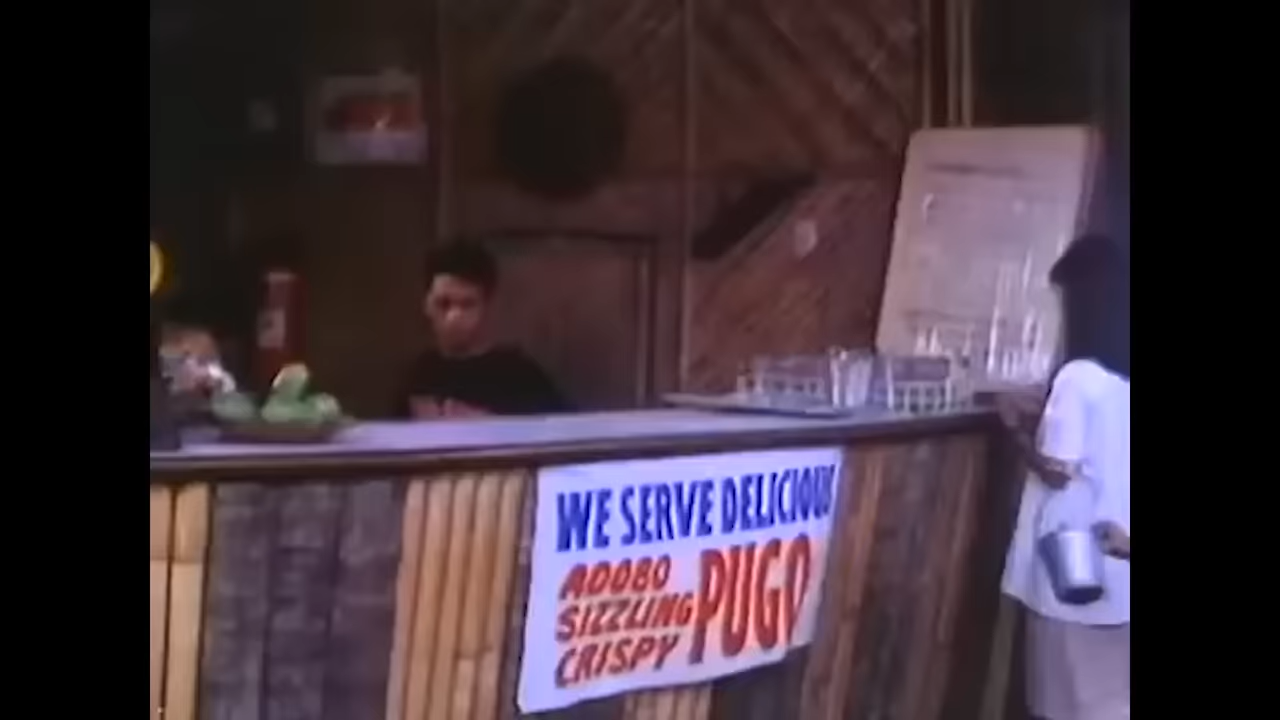 WE SERVE DELICIOUS
ADOBO
SIZZLING
CRISPY
PUGO